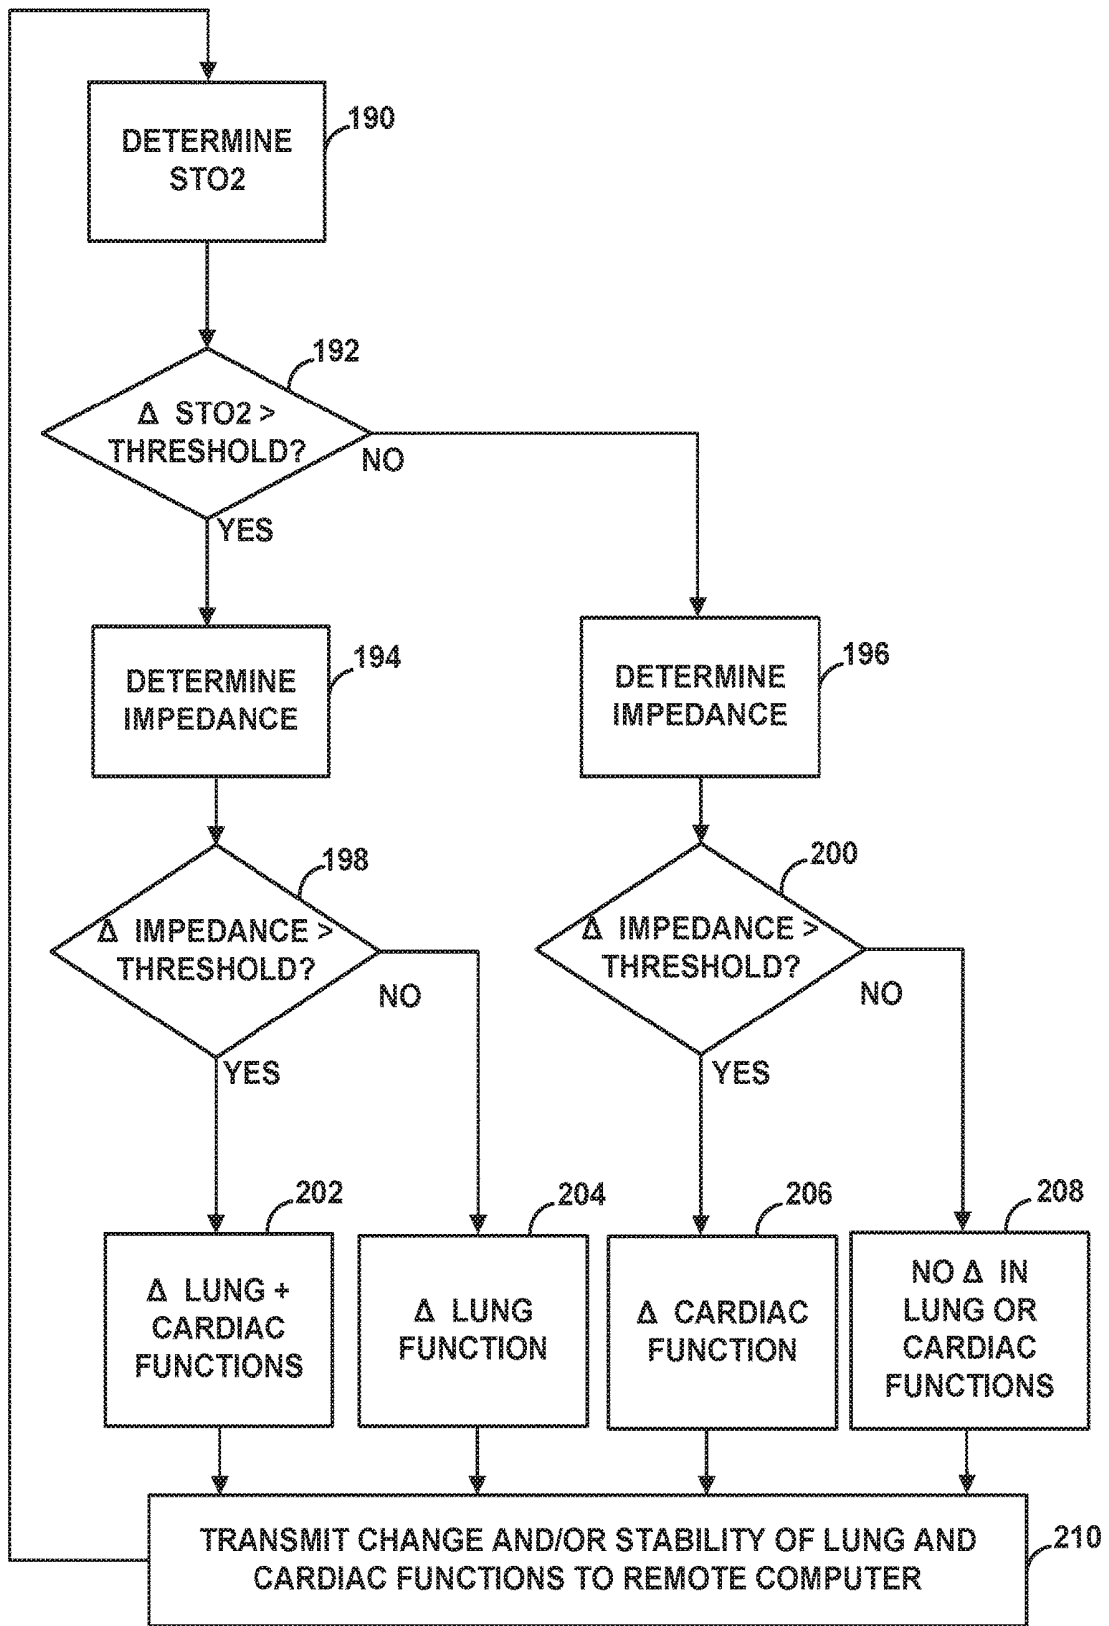 DETERMINE
STO2
190
192
Δ STO2 >
THRESHOLD?
NO
YES
DETERMINE
IMPEDANCE
194
DETERMINE
IMPEDANCE
196
198
Δ IMPEDANCE >
THRESHOLD?
NO
YES
200
Δ IMPEDANCE >
THRESHOLD?
NO
YES
202
Δ LUNG +
CARDIAC
FUNCTIONS
204
Δ LUNG
FUNCTION
206
Δ CARDIAC
FUNCTION
208
NO Δ IN
LUNG OR
CARDIAC
FUNCTIONS
TRANSMIT CHANGE AND/OR STABILITY OF LUNG AND
CARDIAC FUNCTIONS TO REMOTE COMPUTER
210